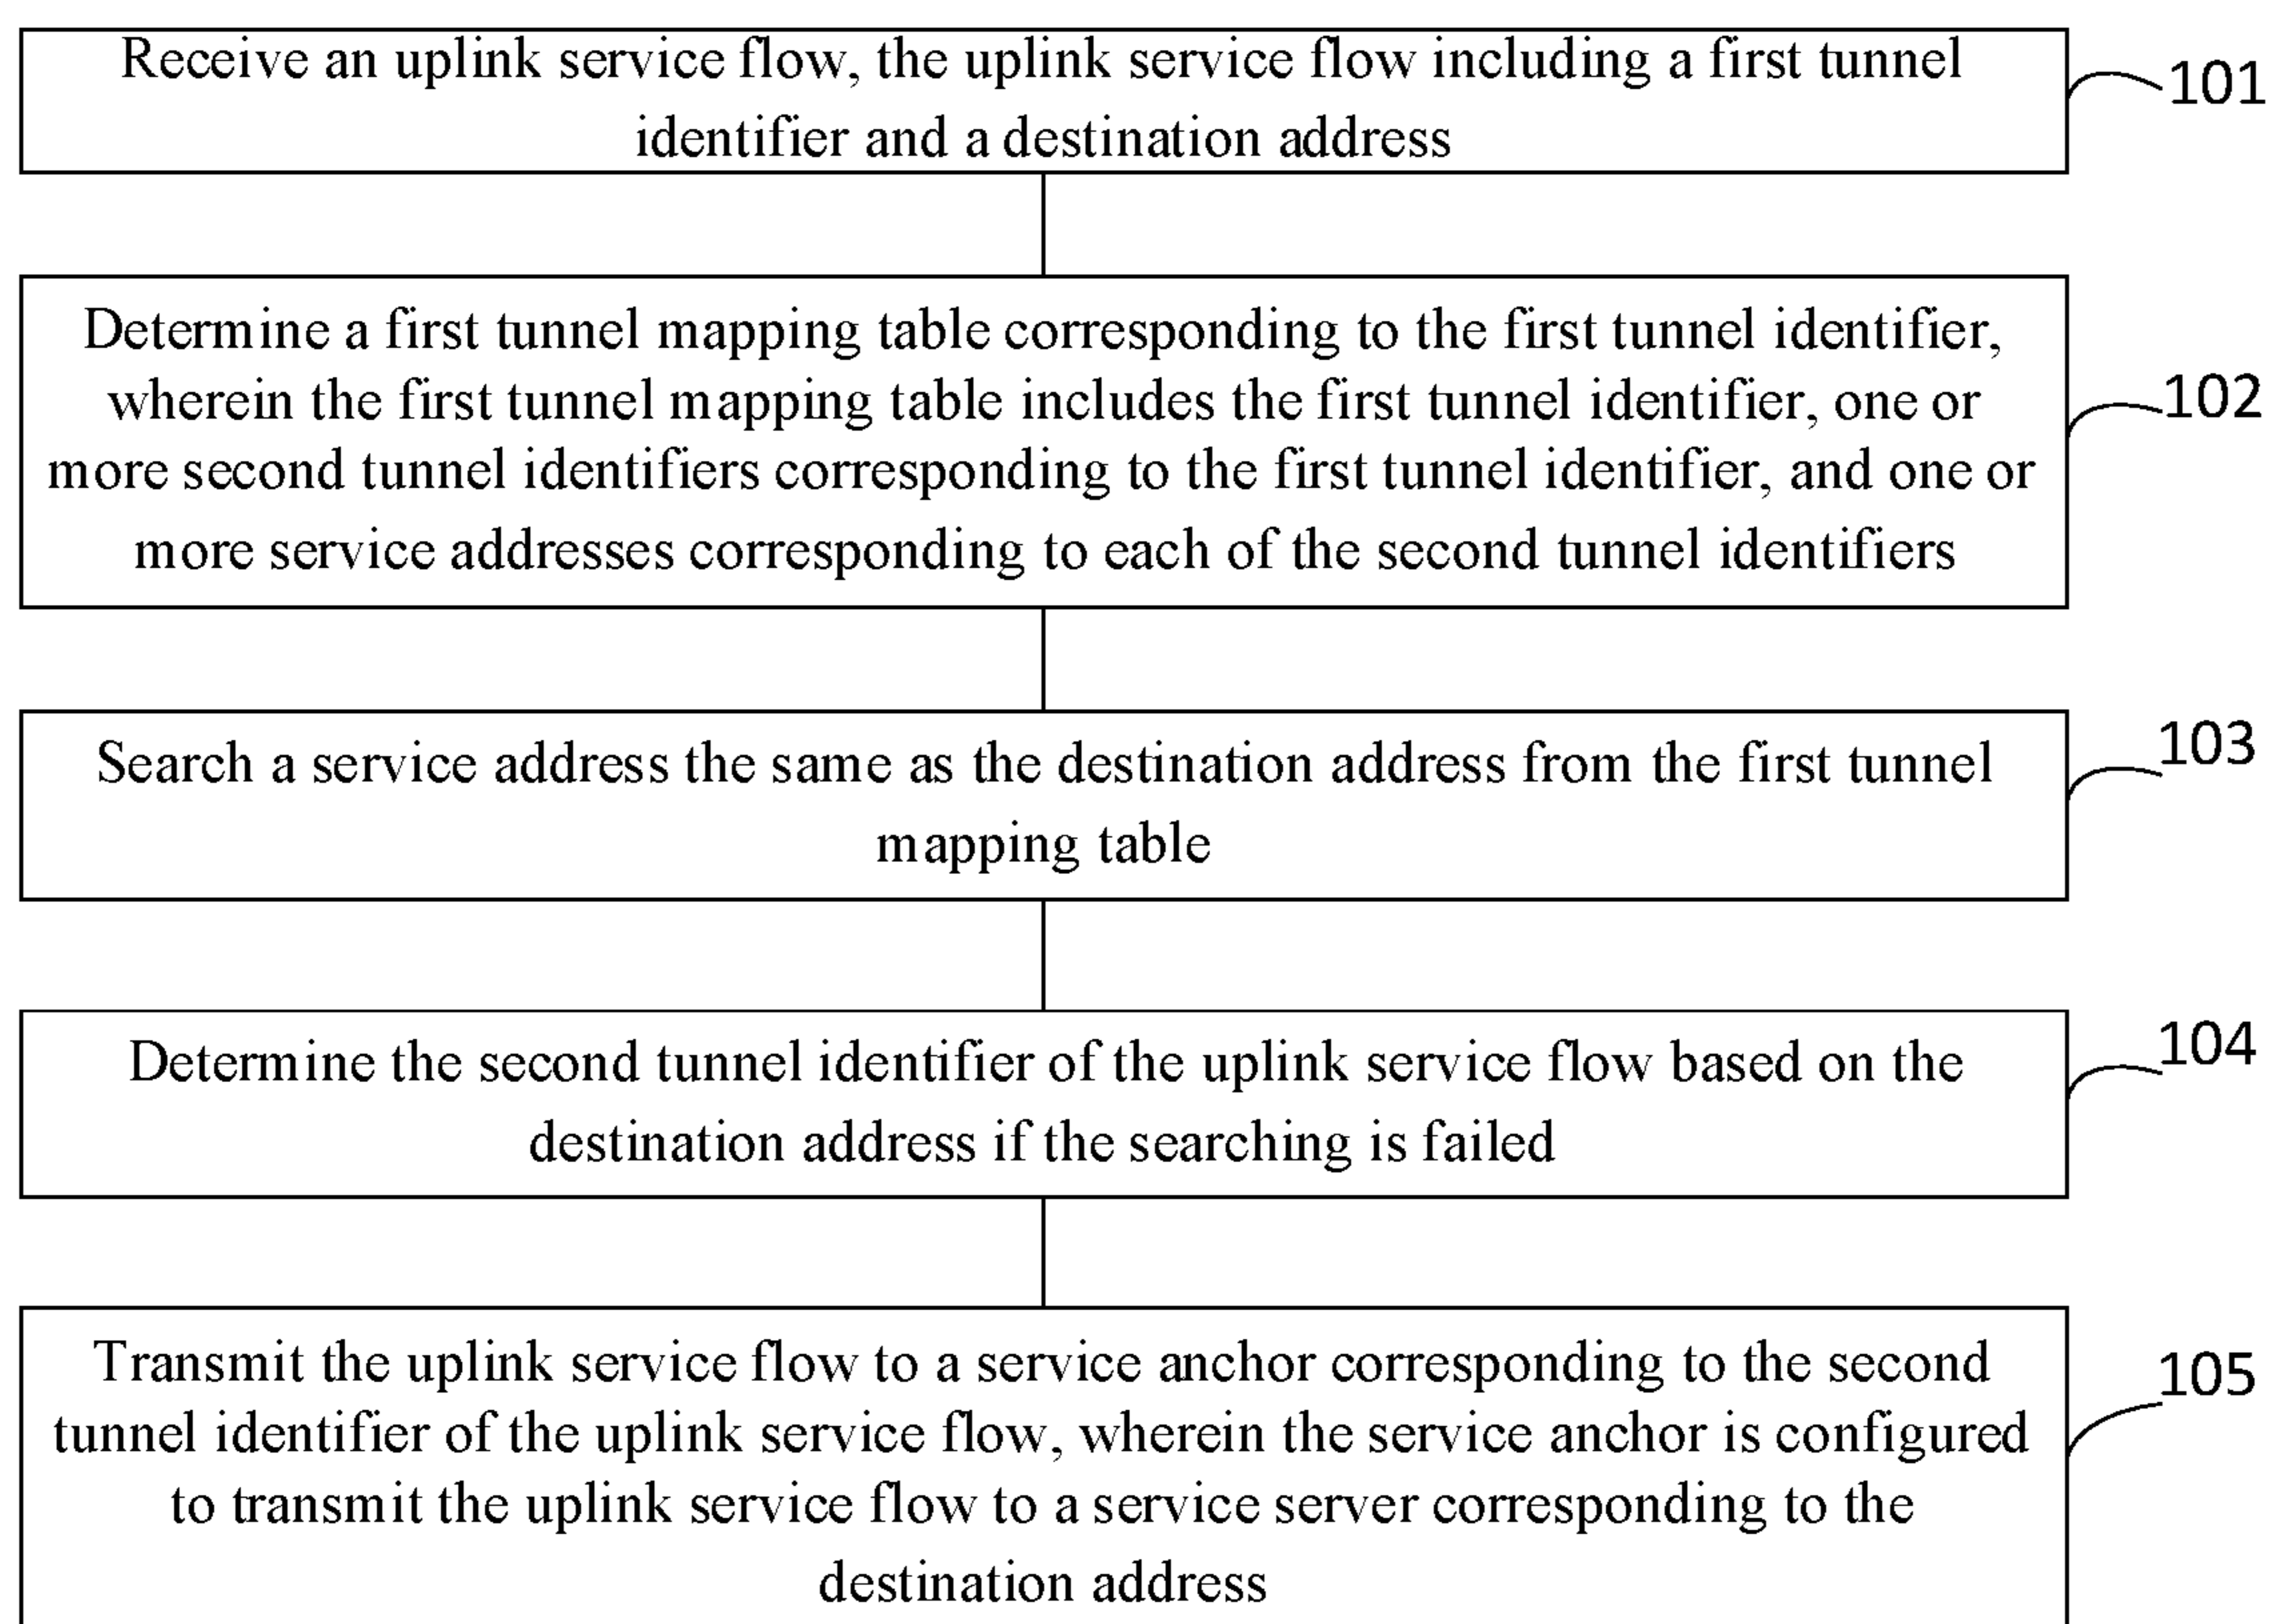 Receive an uplink service flow, the uplink service flow including a first tunnel
identifier and a destination address
101
Determine a first tunnel mapping table corresponding to the first tunnel identifier,
wherein the first tunnel mapping table includes the first tunnel identifier, one or
more second tunnel identifiers corresponding to the first tunnel identifier, and one or
more service addresses corresponding to each of the second tunnel identifiers
102
Search a service address the same as the destination address from the first tunnel
mapping table
103
Determine the second tunnel identifier of the uplink service flow based on the
destination address if the searching is failed
104
Transmit the uplink service flow to a service anchor corresponding to the second
tunnel identifier of the uplink service flow, wherein the service anchor is configured
to transmit the uplink service flow to a service server corresponding to the
destination address
105